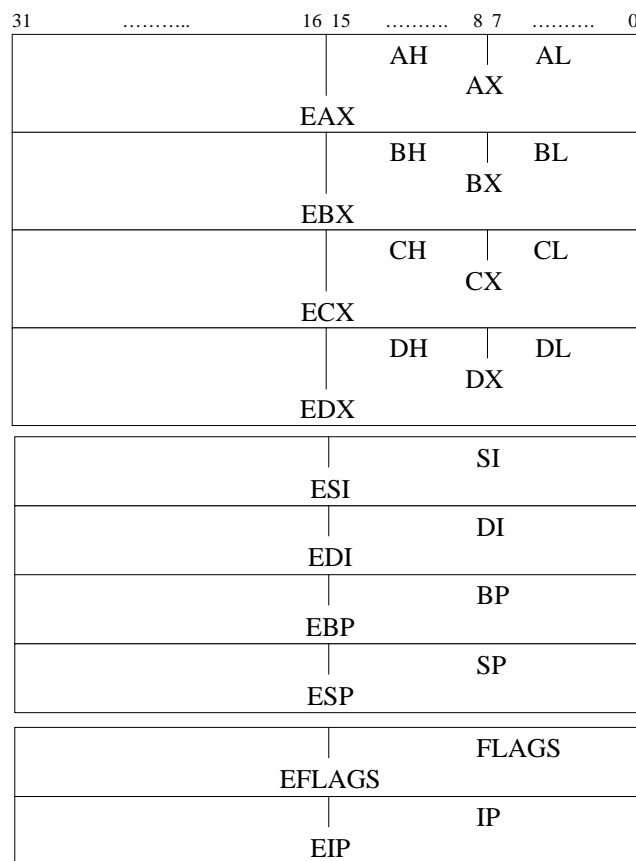 31 ……….. 16 15 ………. 8 7 ………. 0
AH AL
AX
EAX
BH BL
BX
EBX
CH CL
CX
ECX
DH DL
DX
EDX
SI
ESI
DI
EDI
BP
EBP
SP
ESP
FLAGS
EFLAGS
IP
EIP